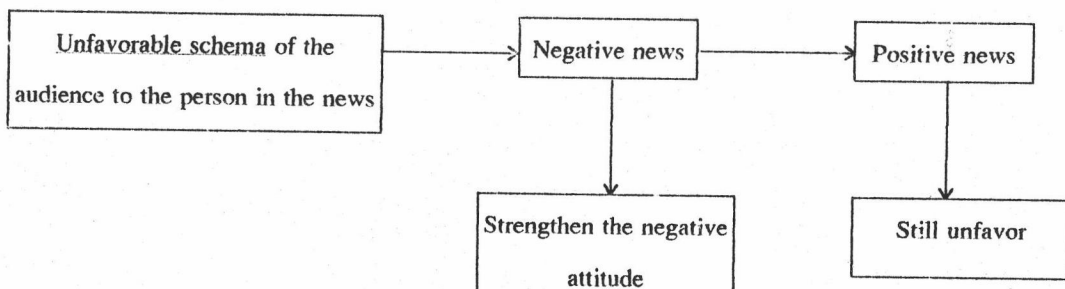 Unfavorable schema of the
audience to the person in the news
Negative news
Positive news
Strengthen the negative
attitude
Still unfavor